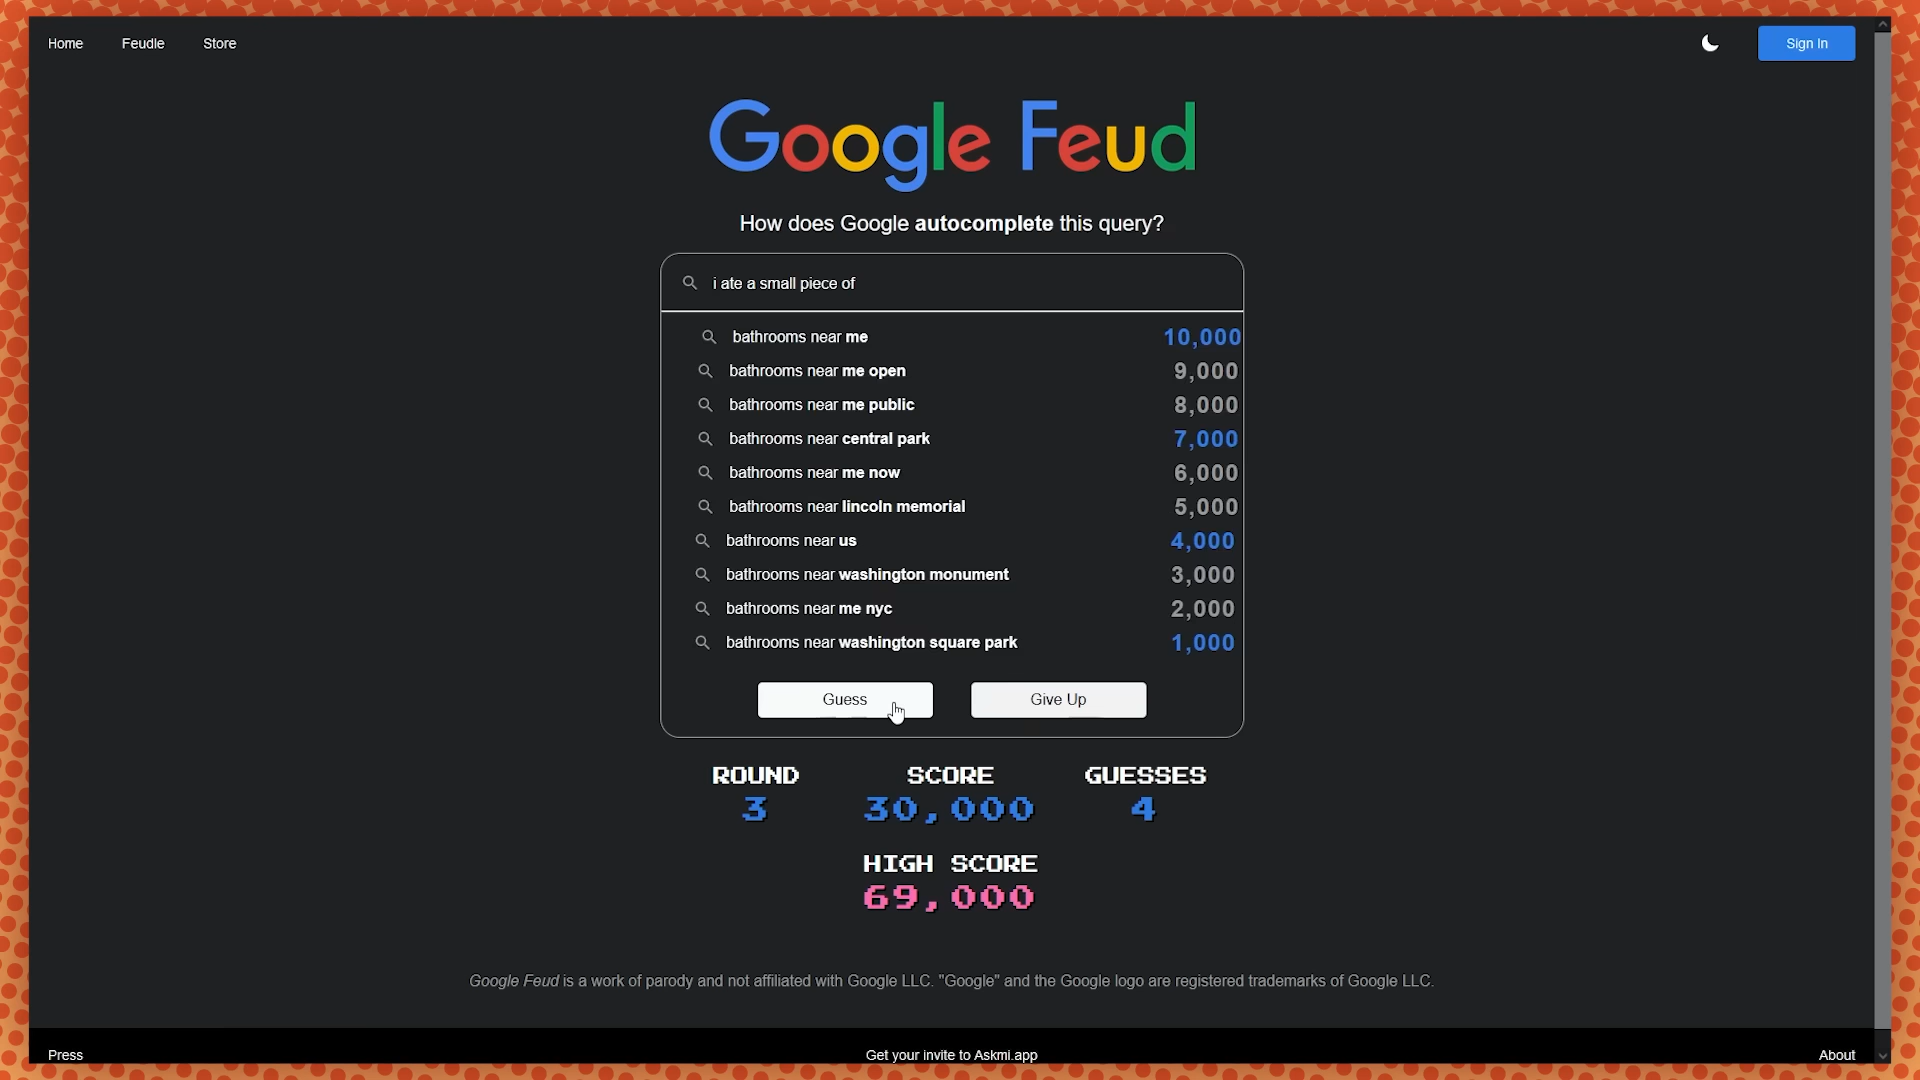 Home Feudle Store Sign In
Google Feud
How does Google autocomplete this query?
i ate a small piece of
bathrooms near me 10,000
bathrooms near me open 9,000
bathrooms near me public 8,000
bathrooms near central park 7,000
bathrooms near me now 6,000
bathrooms near lincoln memorial 5,000
bathrooms near us 4,000
bathrooms near washington monument 3,000
bathrooms near me nyc 2,000
bathrooms near washington square park 1,000
Guess Give Up
ROUND SCORE GUESSES
3 30,000 4
HIGH SCORE
69,000
Google Feud is a work of parody and not affiliated with Google LLC. "Google" and the Google logo are registered trademarks of Google LLC.
Press Get your invite to Askmi.app About